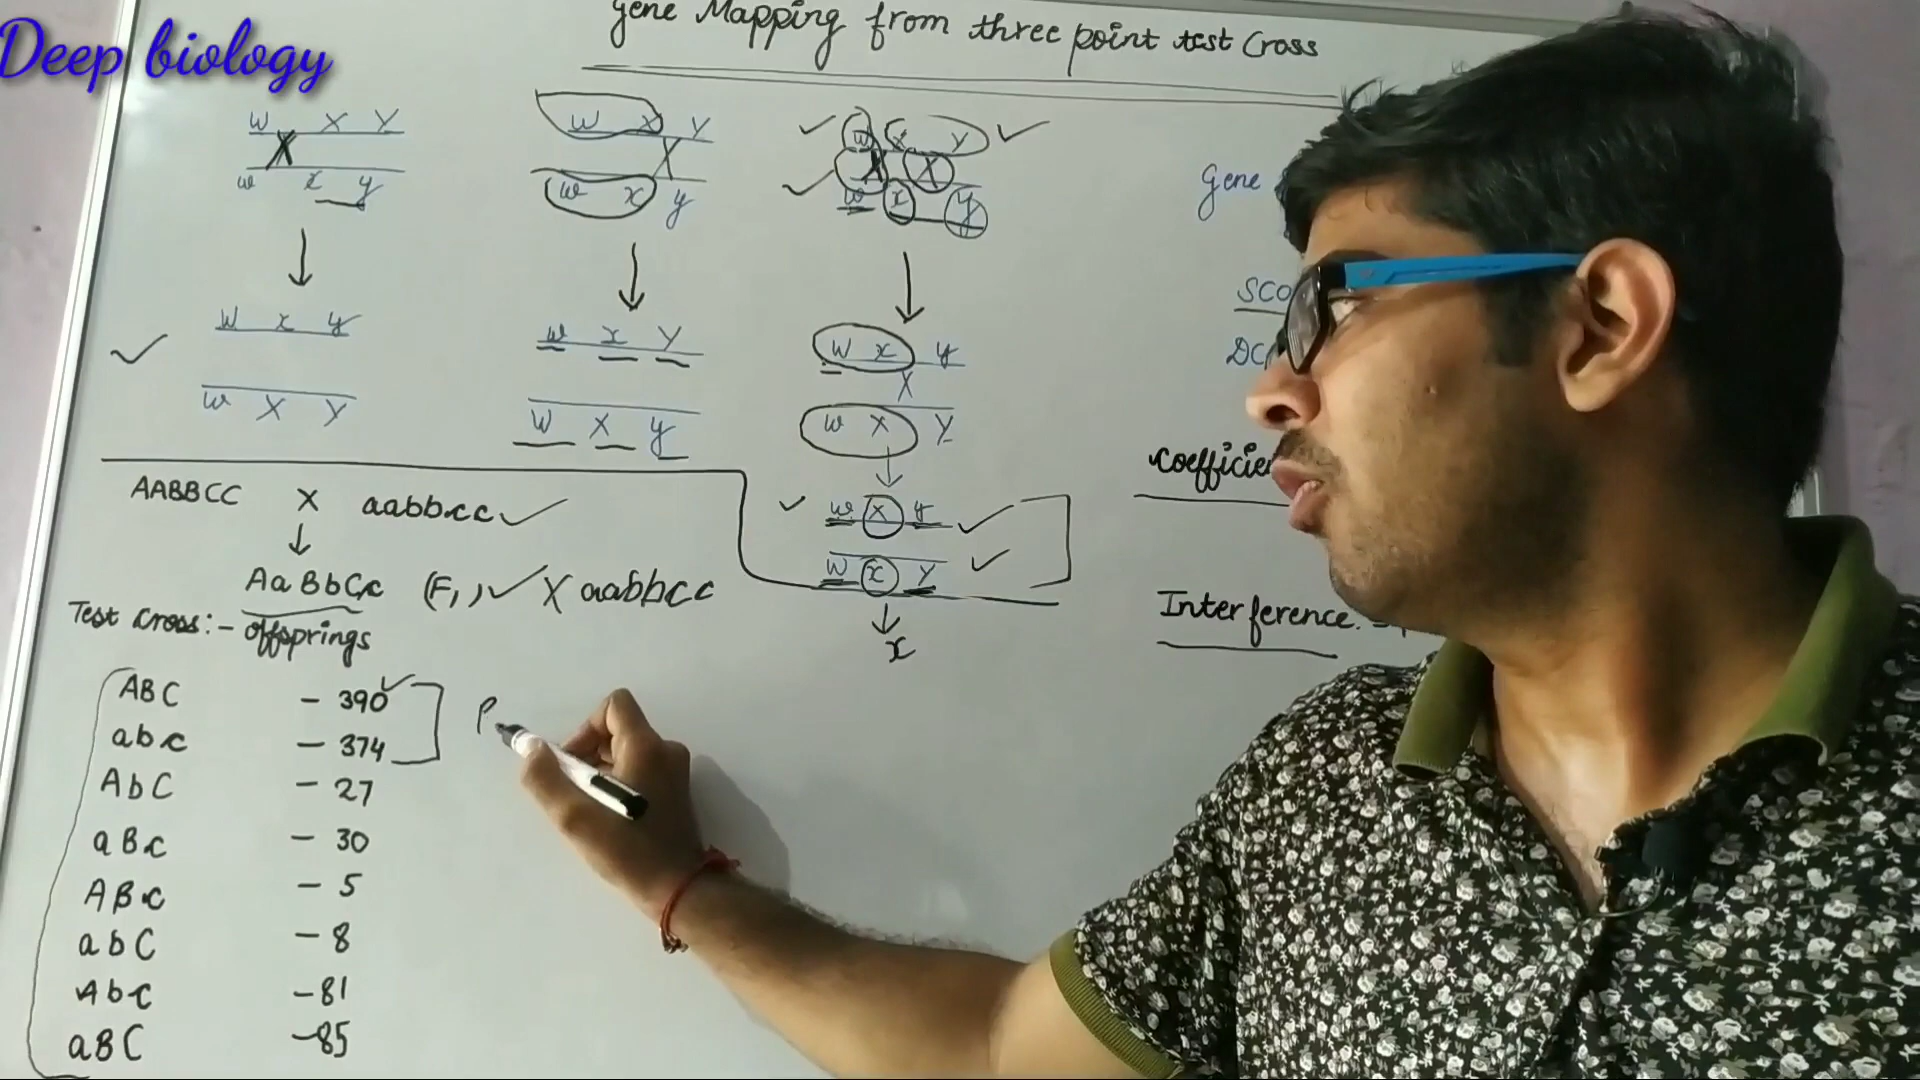 Deep biology
Gene Mapping from three point test Cross
W X Y
X
w x y
W x y
w X Y
W X Y
X
w x y
w x Y
W X y
W X Y
X X
w x y
W x y
X
w X Y
w X y
W x Y
x
Gene
SCO
DC
Coefficie
Interference.
AABBCC X aabbcc
AaBbCc (F1) X aabbcc
Test Cross:- offsprings
ABC - 390
abc - 374
AbC - 27
aBc - 30
ABc - 5
abC - 8
Abc - 81
aBC - 85
P